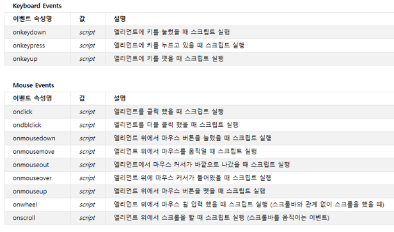 Keyboard Events
이벤트 속성명 값 설명
onkeydown script 엘리먼트에 키를 눌렀을 때 스크립트 실행
onkeypress script 엘리먼트에 키를 누르고 있을 때 스크립트 실행
onkeyup script 엘리먼트에 키를 뗏을 때 스크립트 실행
Mouse Events
이벤트 속성명 값 설명
onclick script 엘리먼트를 클릭 했을 때 스크립트 실행
ondblclick script 엘리먼트를 더블 클릭 했을 때 스크립트 실행
onmousedown script 엘리먼트 위에서 마우스 버튼을 눌렀을 때 스크립트 실행
onmousemove script 엘리먼트 위에서 마우스를 움직일 때 스크립트 실행
onmouseout script 엘리먼트에서 마우스 커서가 바깥으로 나갔을 때 스크립트 실행
onmouseover script 엘리먼트 위에 마우스 커서가 들어왔을 때 스크립트 실행
onmouseup script 엘리먼트 위에서 마우스 버튼을 뗏을 때 스크립트 실행
onwheel script 엘리먼트 위에서 마우스 휠 입력 했을 때 스크립트 실행 (스크롤바와 관계 없이 스크롤을 했을 때)
onscroll script 엘리먼트 위에서 스크롤을 할 때 스크립트 실행 (스크롤바를 움직이는 이벤트)